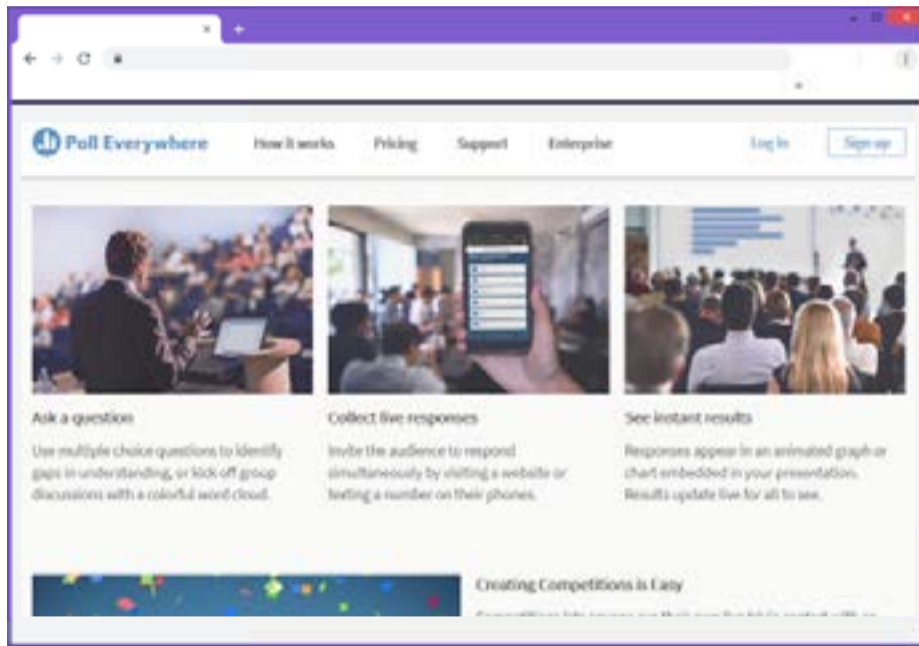 Poll Everywhere How it works Pricing Support Enterprise Log in Sign up
Ask a question
Use multiple choice questions to identify
gaps in understanding, or kick off group
discussions with a colorful word cloud.
Collect live responses
Invite the audience to respond
simultaneously by visiting a website or
texting a number on their phones.
See instant results
Responses appear in an animated graph or
chart embedded in your presentation.
Results update live for all to see.
Creating Competitions is Easy